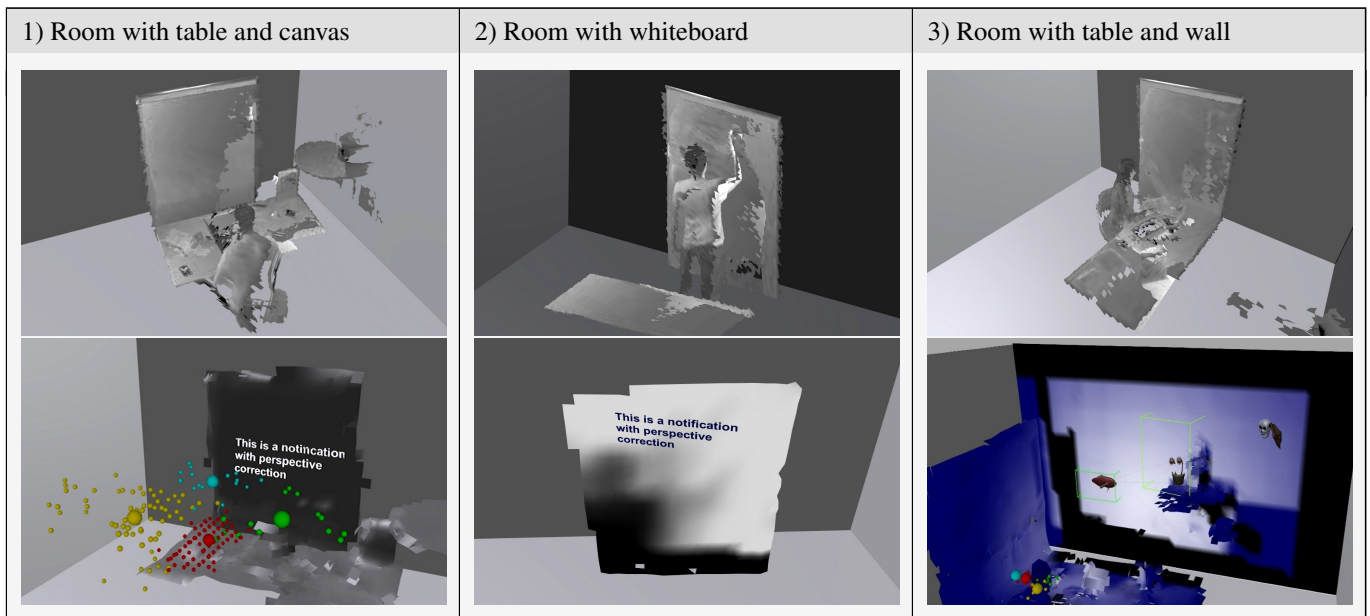 1) Room with table and canvas
2) Room with whiteboard
3) Room with table and wall
This is a notincation
with perspective
correction
This is a notification
with perspective
correction